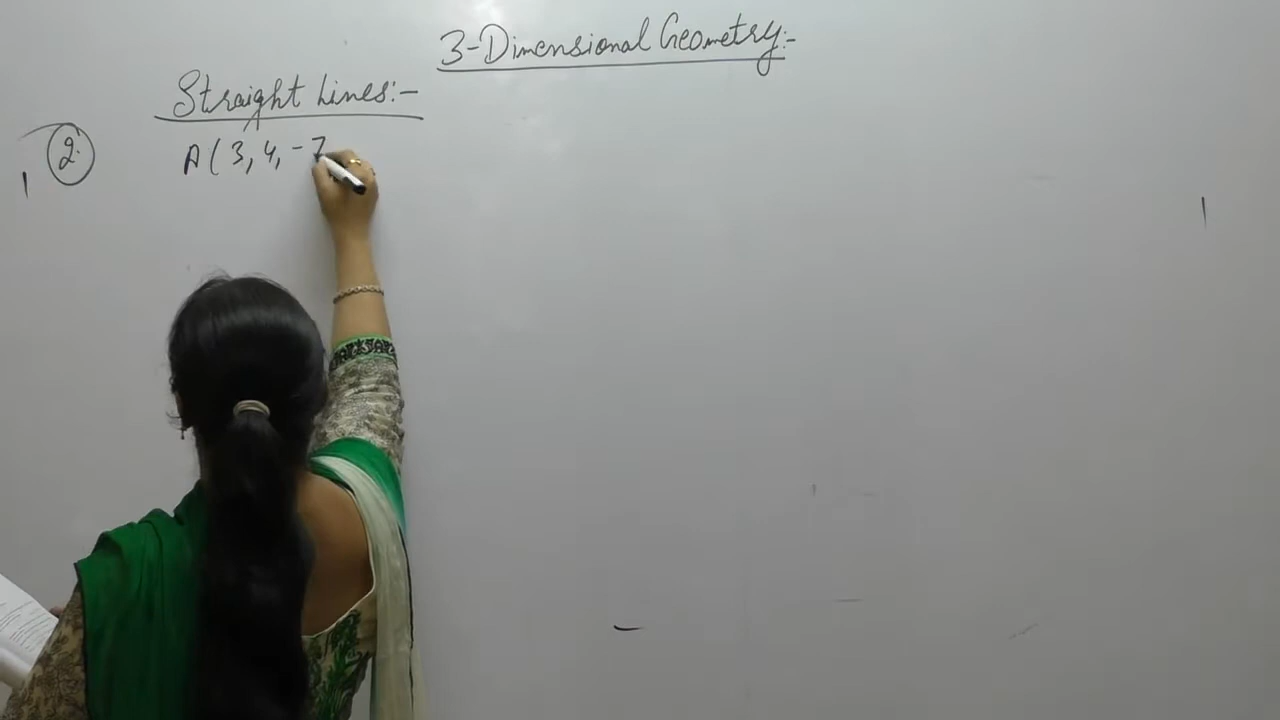 3-Dimensional Geometry:-
Straight Lines:-
2. A(3, 4, -7